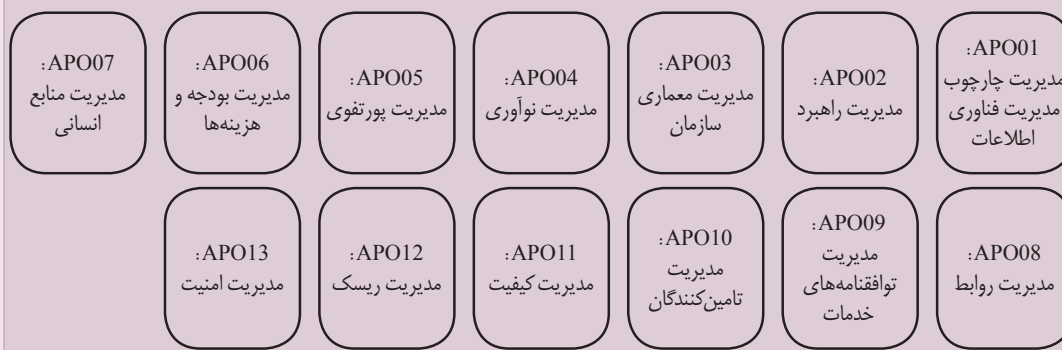 APO01:
مدیریت چارچوب
مدیریت فناوری
اطلاعات
APO02:
مدیریت راهبرد
APO03:
مدیریت معماری
سازمان
APO04:
مدیریت نوآوری
APO05:
مدیریت پورتفوی
APO06:
مدیریت بودجه و
هزینه‌ها
APO07:
مدیریت منابع
انسانی
APO08:
مدیریت روابط
APO09:
مدیریت
توافقنامه‌های
خدمات
APO10:
مدیریت
تامین‌کنندگان
APO11:
مدیریت کیفیت
APO12:
مدیریت ریسک
APO13:
مدیریت امنیت